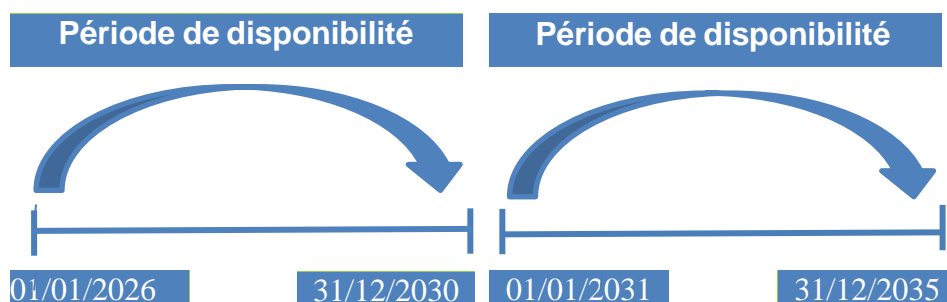 Période de disponibilité
Période de disponibilité
01/01/2026
31/12/2030
01/01/2031
31/12/2035